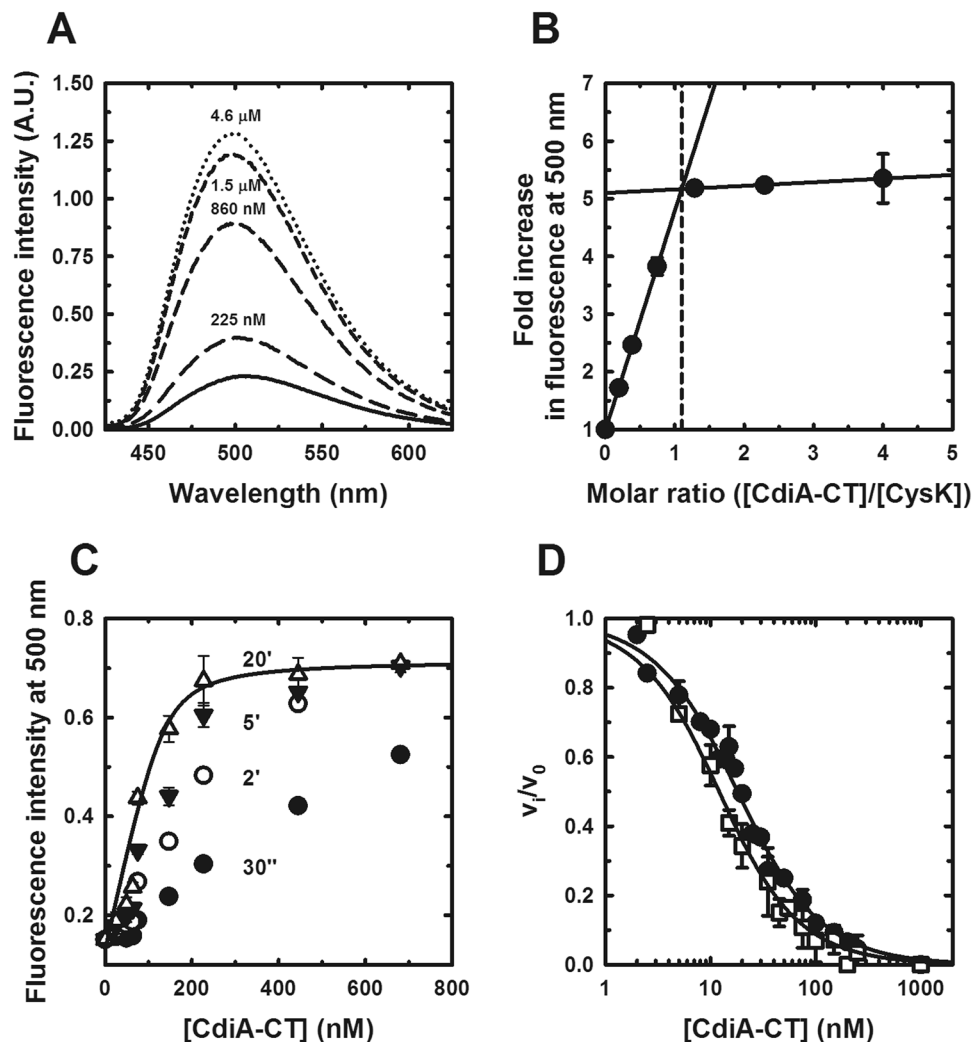 A
Fluorescence intensity (A.U.)
1.50
1.25
1.00
0.75
0.50
0.25
0.00
4.6 μM
1.5 μM
860 nM
225 nM
450 500 550 600
Wavelength (nm)
B
Fold increase
in fluorescence at 500 nm
7
6
5
4
3
2
1
0 1 2 3 4 5
Molar ratio ([CdiA-CT]/[CysK])
C
Fluorescence intensity at 500 nm
0.8
0.6
0.4
0.2
20'
5'
2'
30''
0 200 400 600 800
[CdiA-CT] (nM)
D
vi/v0
1.0
0.8
0.6
0.4
0.2
0.0
1 10 100 1000
[CdiA-CT] (nM)